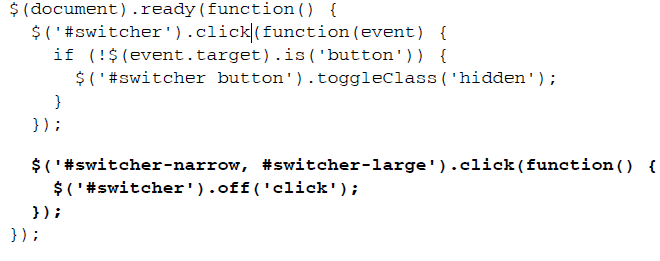 $(document).ready(function() {
  $('#switcher').click(function(event) {
    if (!$(event.target).is('button')) {
      $('#switcher button').toggleClass('hidden');
    }
  });
  $('#switcher-narrow, #switcher-large').click(function() {
    $('#switcher').off('click');
  });
});